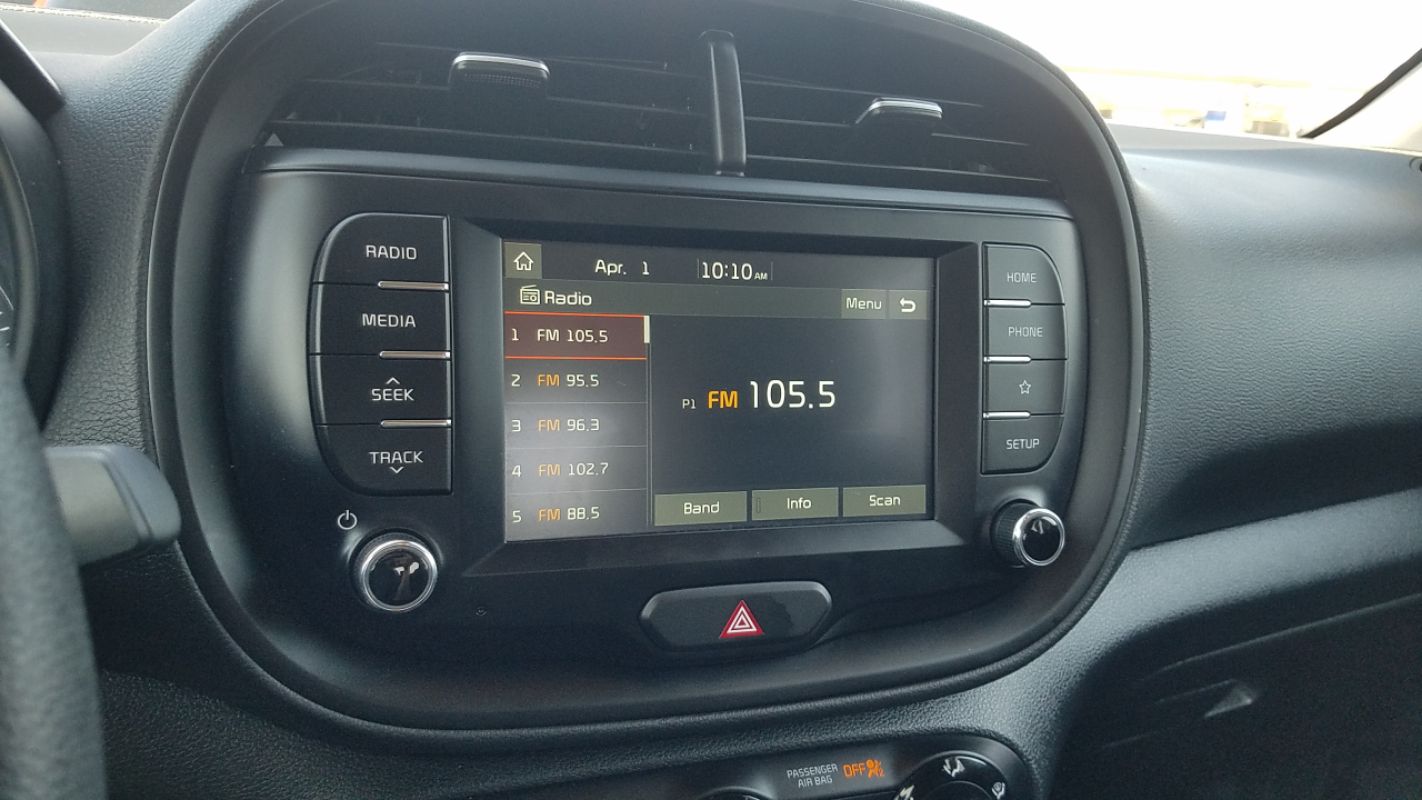 RADIO
MEDIA
SEEK
TRACK
Apr. 1 10:10 AM
Radio Menu
1 FM 105.5
2 FM 95.5
3 FM 96.3
4 FM 102.7
5 FM 88.5
P1 FM 105.5
Band Info Scan
HOME
PHONE
SETUP
PASSENGER
AIR BAG
OFF 2